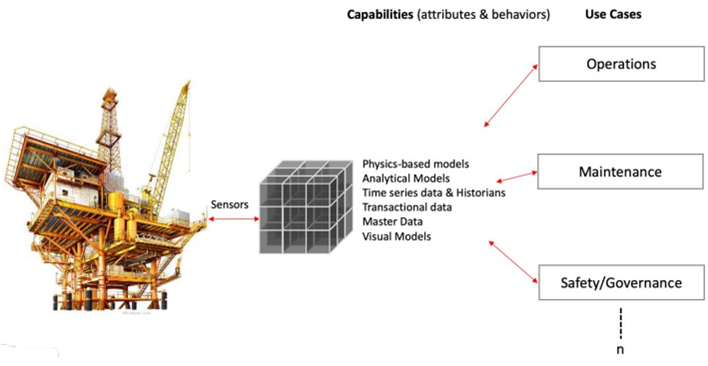 Capabilities (attributes & behaviors)
Use Cases
Operations
Physics-based models
Analytical Models
Time series data & Historians
Transactional data
Master Data
Visual Models
Sensors
Maintenance
Safety/Governance
n